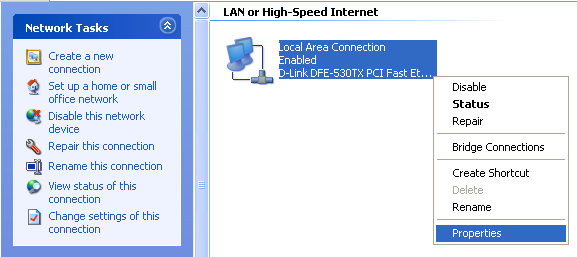 Network Tasks
Create a new
connection
Set up a home or small
office network
Disable this network
device
Repair this connection
Rename this connection
View status of this
connection
Change settings of this
connection
LAN or High-Speed Internet
Local Area Connection
Enabled
D-Link DFE-530TX PCI Fast Et...
Disable
Status
Repair
Bridge Connections
Create Shortcut
Delete
Rename
Properties